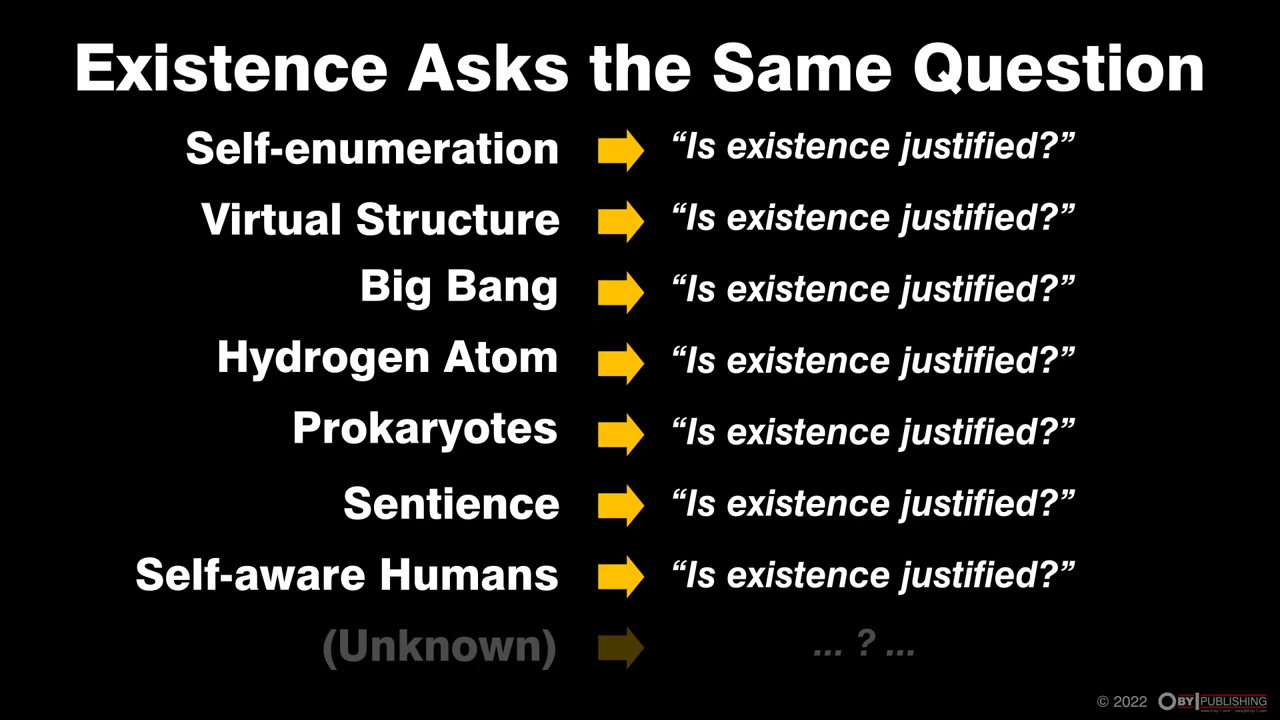 Existence Asks the Same Question
Self-enumeration “Is existence justified?”
Virtual Structure “Is existence justified?”
Big Bang “Is existence justified?”
Hydrogen Atom “Is existence justified?”
Prokaryotes “Is existence justified?”
Sentience “Is existence justified?”
Self-aware Humans “Is existence justified?”
(Unknown) ... ? ...
© 2022 OBY1PUBLISHING